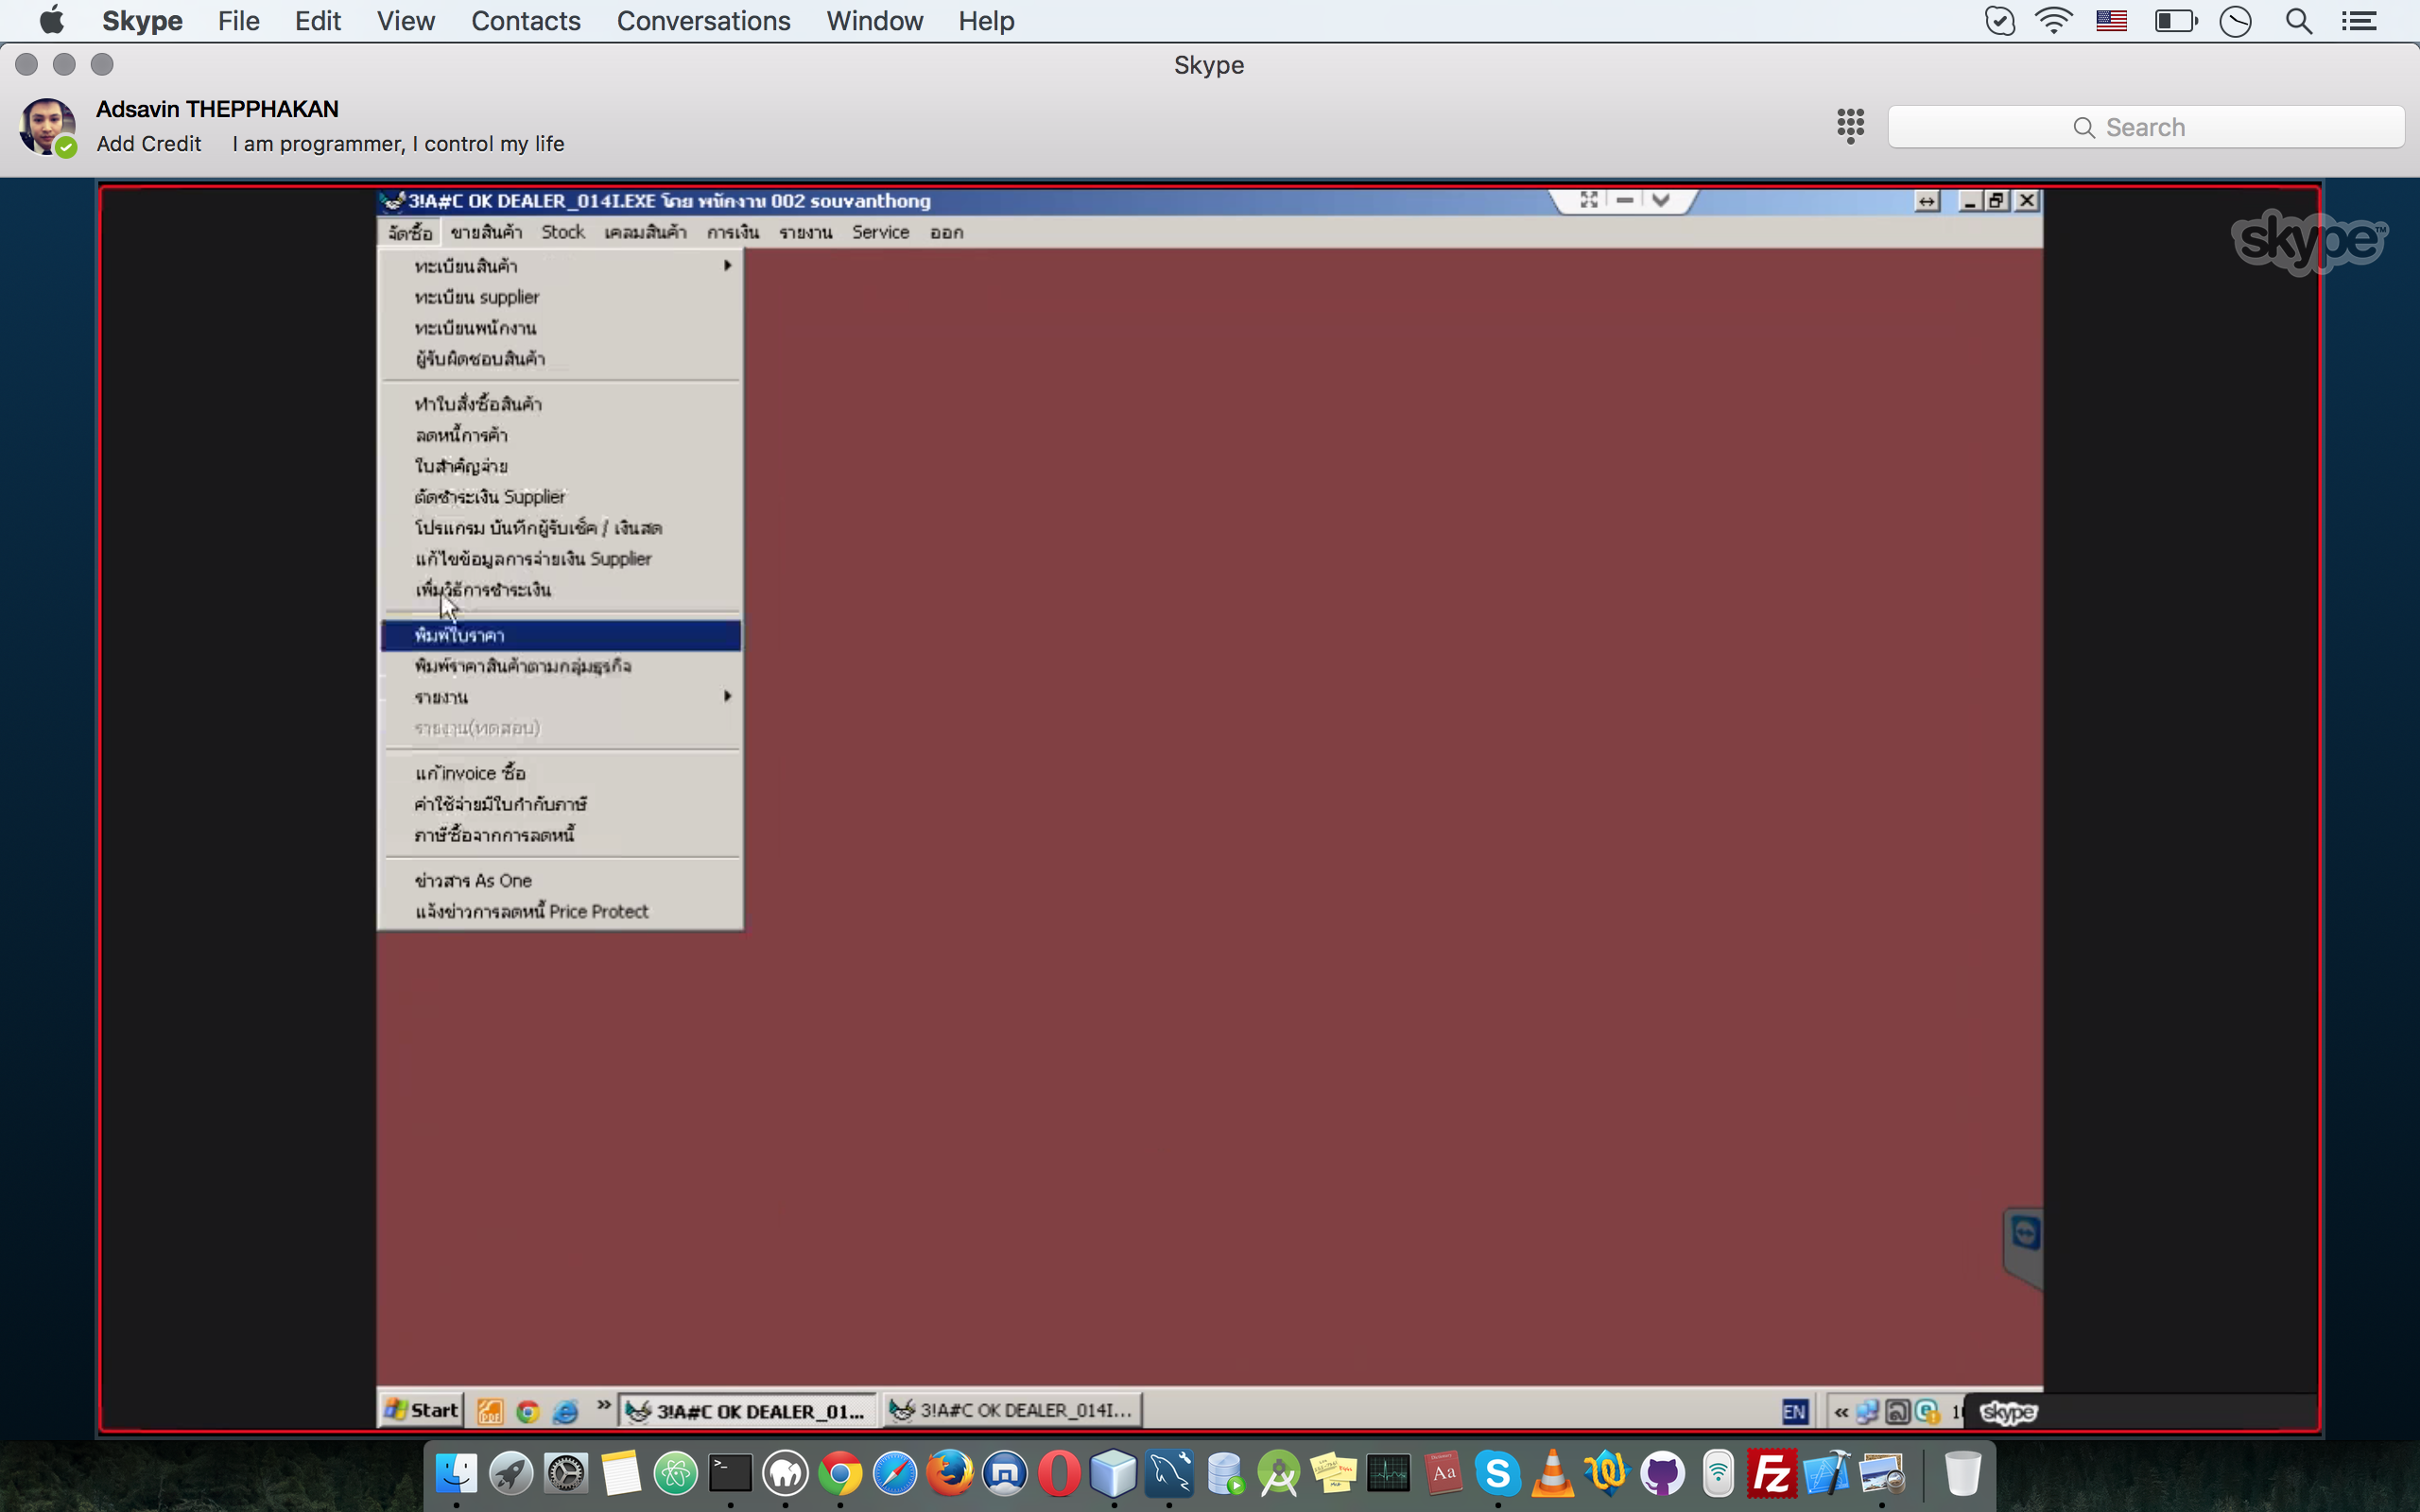 Skype File Edit View Contacts Conversations Window Help
Skype
Adsavin THEPPHAKAN
Add Credit I am programmer, I control my life
Search
3!A#C OK DEALER_014I.EXE โดย พนักงาน 002 souvanthong
skype™
จัดซื้อ ขายสินค้า Stock เคลมสินค้า การเงิน รายงาน Service ออก
ทะเบียนสินค้า
ทะเบียน supplier
ทะเบียนพนักงาน
ผู้รับผิดชอบสินค้า
ทำใบสั่งซื้อสินค้า
ลดหนี้การค้า
ใบสำคัญจ่าย
ตัดชำระเงิน Supplier
โปรแกรม บันทึกผู้รับเช็ค / เงินสด
แก้ไขข้อมูลการจ่ายเงิน Supplier
เพิ่มวิธีการชำระเงิน
พิมพ์ใบราคา
พิมพ์ราคาสินค้าตามกลุ่มธุรกิจ
รายงาน
รายงาน(ทดสอบ)
แก้ invoice ซื้อ
ค่าใช้จ่ายมีใบกำกับภาษี
ภาษีซื้อจากการลดหนี้
ข่าวสาร As One
แจ้งข่าวการลดหนี้ Price Protect
Start » 3!A#C OK DEALER_01... 3!A#C OK DEALER_014I... EN « skype